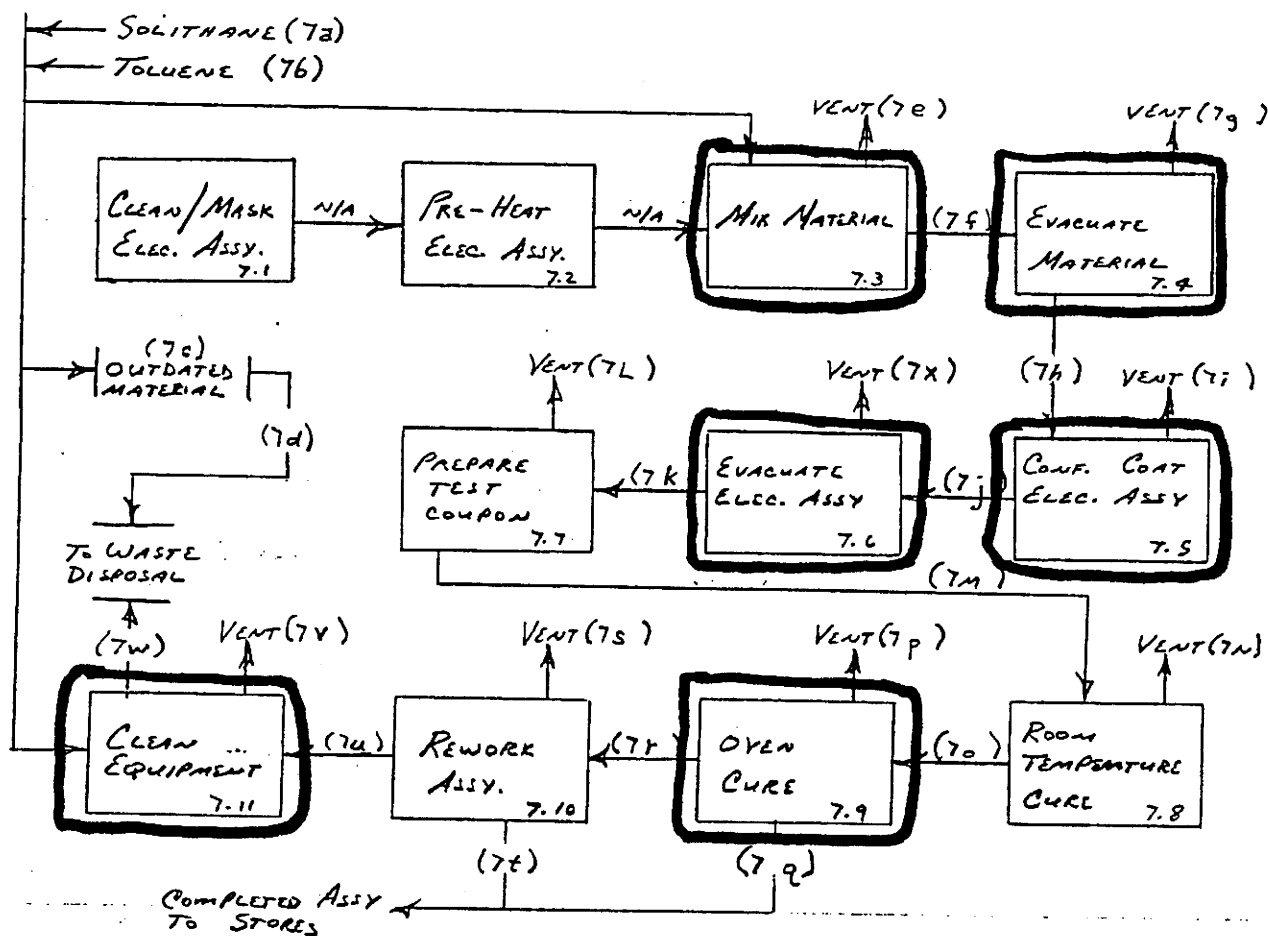 SOLITHANE (7a)
TOLUENE (7b)
VENT (7e)
VENT (7g )
CLEAN/MASK
ELEC. ASSY.
7.1
N/A
PRE-HEAT
ELEC. ASSY.
7.2
N/A
MIX MATERIAL
7.3
(7f)
EVACUATE
MATERIAL
7.4
(7c)
OUTDATED
MATERIAL
(7d)
TO WASTE
DISPOSAL
VENT (7L)
VENT (7x)
(7h)
VENT (7i )
PREPARE
TEST
COUPON
7.7
(7k
EVACUATE
ELEC. ASSY
7.6
(7j
CONF. COAT
ELEC. ASSY
7.5
(7M)
(7w)
VENT (7v)
VENT (7s )
VENT (7p)
VENT (7N)
CLEAN ...
EQUIPMENT
7.11
(7u)
REWORK
ASSY.
7.10
(7r
OVEN
CURE
7.9
(7o )
ROOM
TEMPERATURE
CURE
7.8
(7t)
(7 q)
COMPLETED ASSY
TO STORES